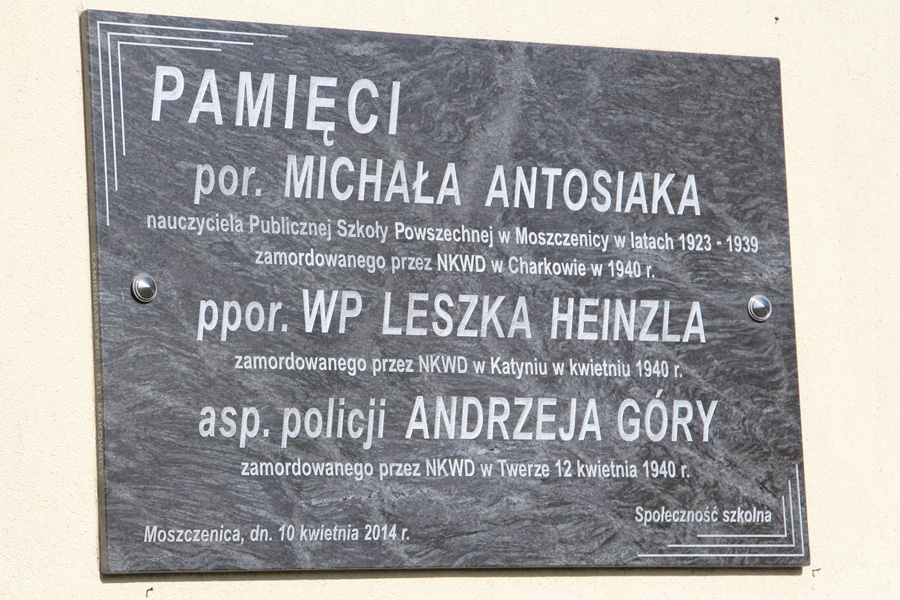 PAMIĘCI
por. MICHAŁA ANTOSIAKA
nauczyciela Publicznej Szkoły Powszechnej w Moszczenicy w latach 1923 - 1939
zamordowanego przez NKWD w Charkowie w 1940 r.
ppor. WP LESZKA HEINZLA
zamordowanego przez NKWD w Katyniu w kwietniu 1940 r.
asp. policji ANDRZEJA GÓRY
zamordowanego przez NKWD w Twerze 12 kwietnia 1940 r.
Społeczność szkolna
Moszczenica, dn. 10 kwietnia 2014 r.